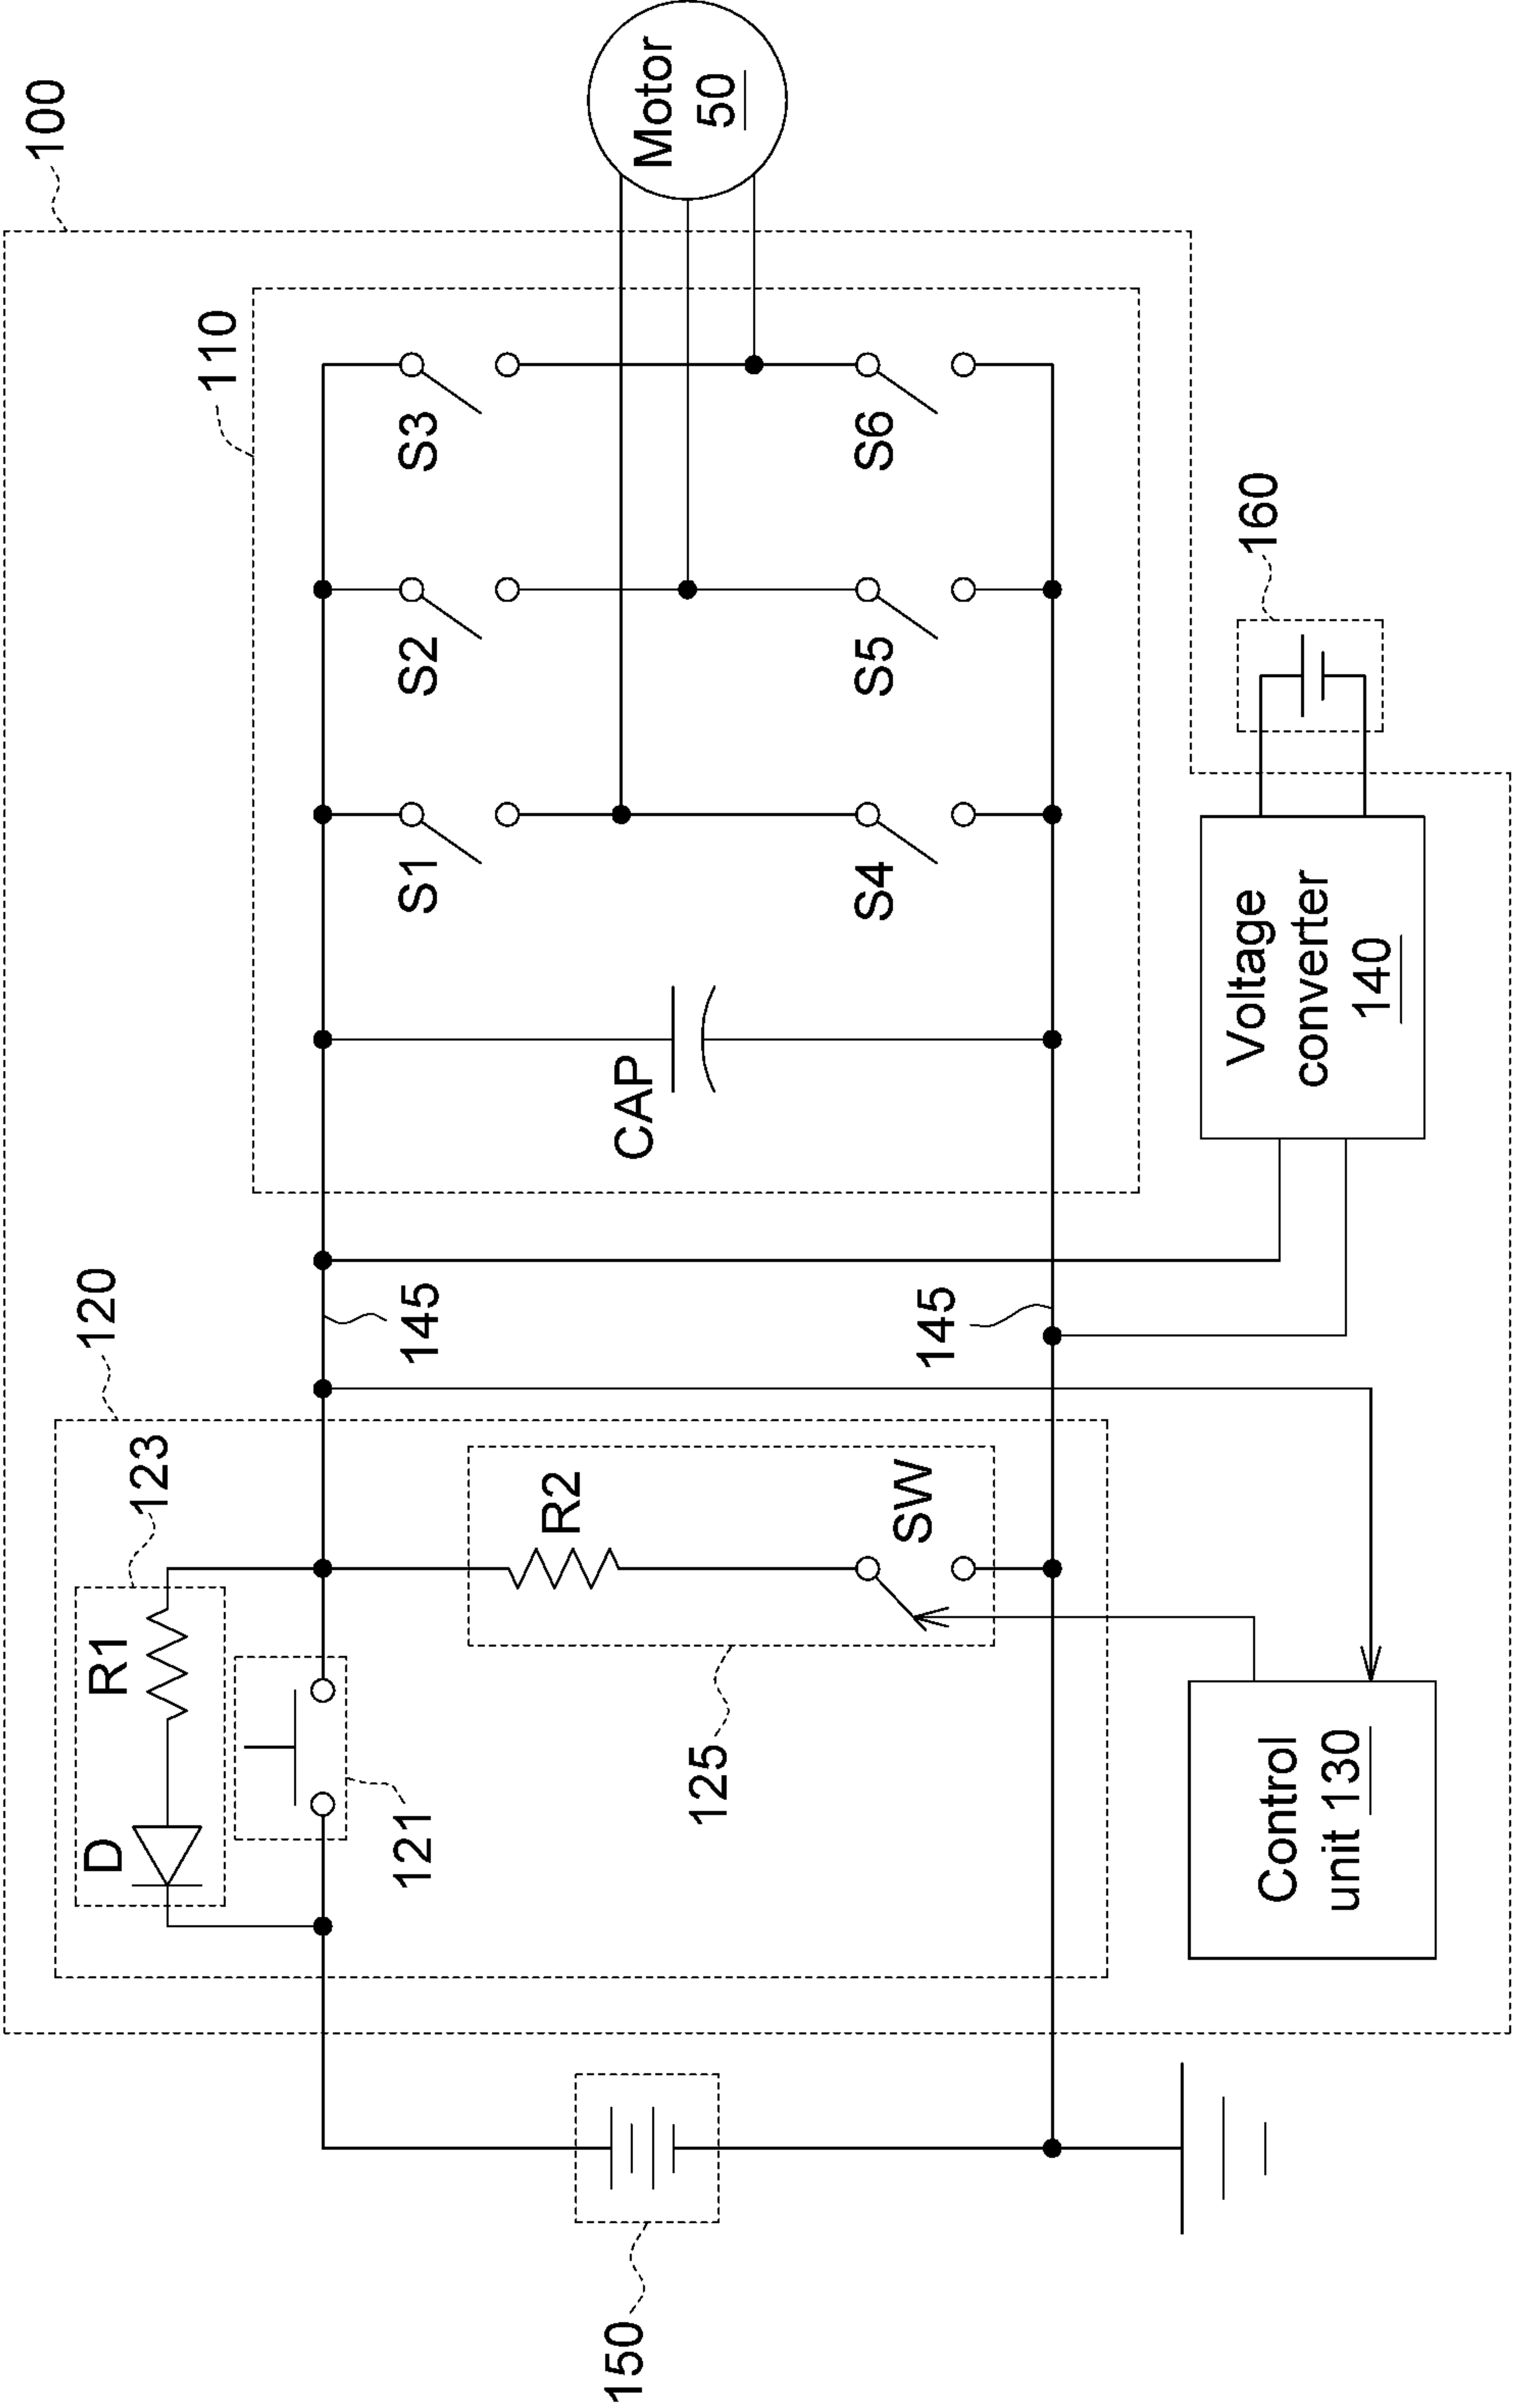 100
110
120
123
R1
D
121
145
S1
S2
S3
Motor
50
CAP
R2
125
SW
145
S4
S5
S6
150
Control
unit 130
Voltage
converter
140
160